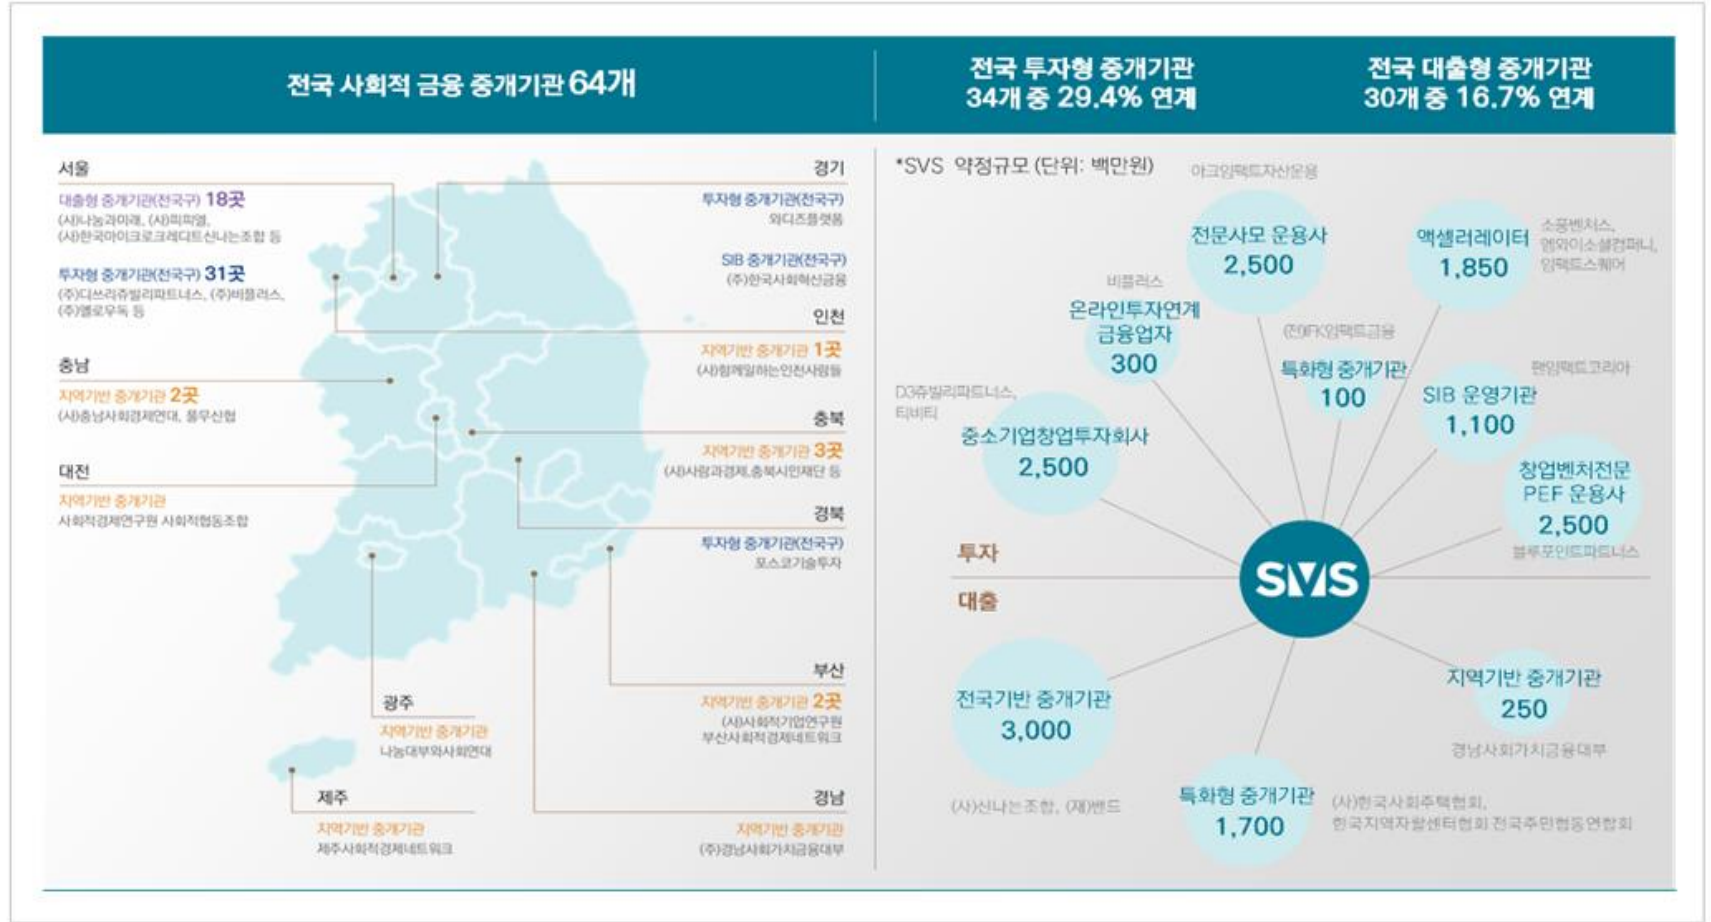 전국 사회적 금융 중개기관 64개
전국 투자형 중개기관
34개 중 29.4% 연계
전국 대출형 중개기관
30개 중 16.7% 연계
서울
대출형 중개기관(전국구) 18곳
(사)나눔과미래, (사)피피엘,
(사)한국마이크로크레디트신나는조합 등
투자형 중개기관(전국구) 31곳
(주)디쓰리쥬빌리파트너스, (주)비플러스,
(주)옐로우독 등
충남
지역기반 중개기관 2곳
(사)충남사회경제연대, 풀무신협
대전
지역기반 중개기관
사회적경제연구원 사회적협동조합
광주
지역기반 중개기관
나눔대부와사회연대
제주
지역기반 중개기관
제주사회적경제네트워크
경기
투자형 중개기관(전국구)
와디즈플랫폼
SIB 중개기관(전국구)
(주)한국사회혁신금융
인천
지역기반 중개기관 1곳
(사)함께일하는인천사람들
충북
지역기반 중개기관 3곳
(사)사람과경제,충북시민재단 등
경북
투자형 중개기관(전국구)
포스코기술투자
부산
지역기반 중개기관 2곳
(사)사회적기업연구원
부산사회적경제네트워크
경남
지역기반 중개기관
(주)경남사회가치금융대부
*SVS 약정규모 (단위: 백만원)
아크임팩트자산운용
전문사모 운용사
2,500
액셀러레이터
1,850
소풍벤처스,
엠와이소셜컴퍼니,
임팩트스퀘어
비플러스
온라인투자연계
금융업자
300
(전)IFK임팩트금융
특화형 중개기관
100
팬임팩트코리아
SIB 운영기관
1,100
D3쥬빌리파트너스,
티비티
중소기업창업투자회사
2,500
창업벤처전문
PEF 운용사
2,500
블루포인트파트너스
투자
SVS
대출
전국기반 중개기관
3,000
(사)신나는조합, (재)밴드
특화형 중개기관
1,700
(사)한국사회주택협회,
한국지역자활센터협회 전국주민협동연합회
지역기반 중개기관
250
경남사회가치금융대부